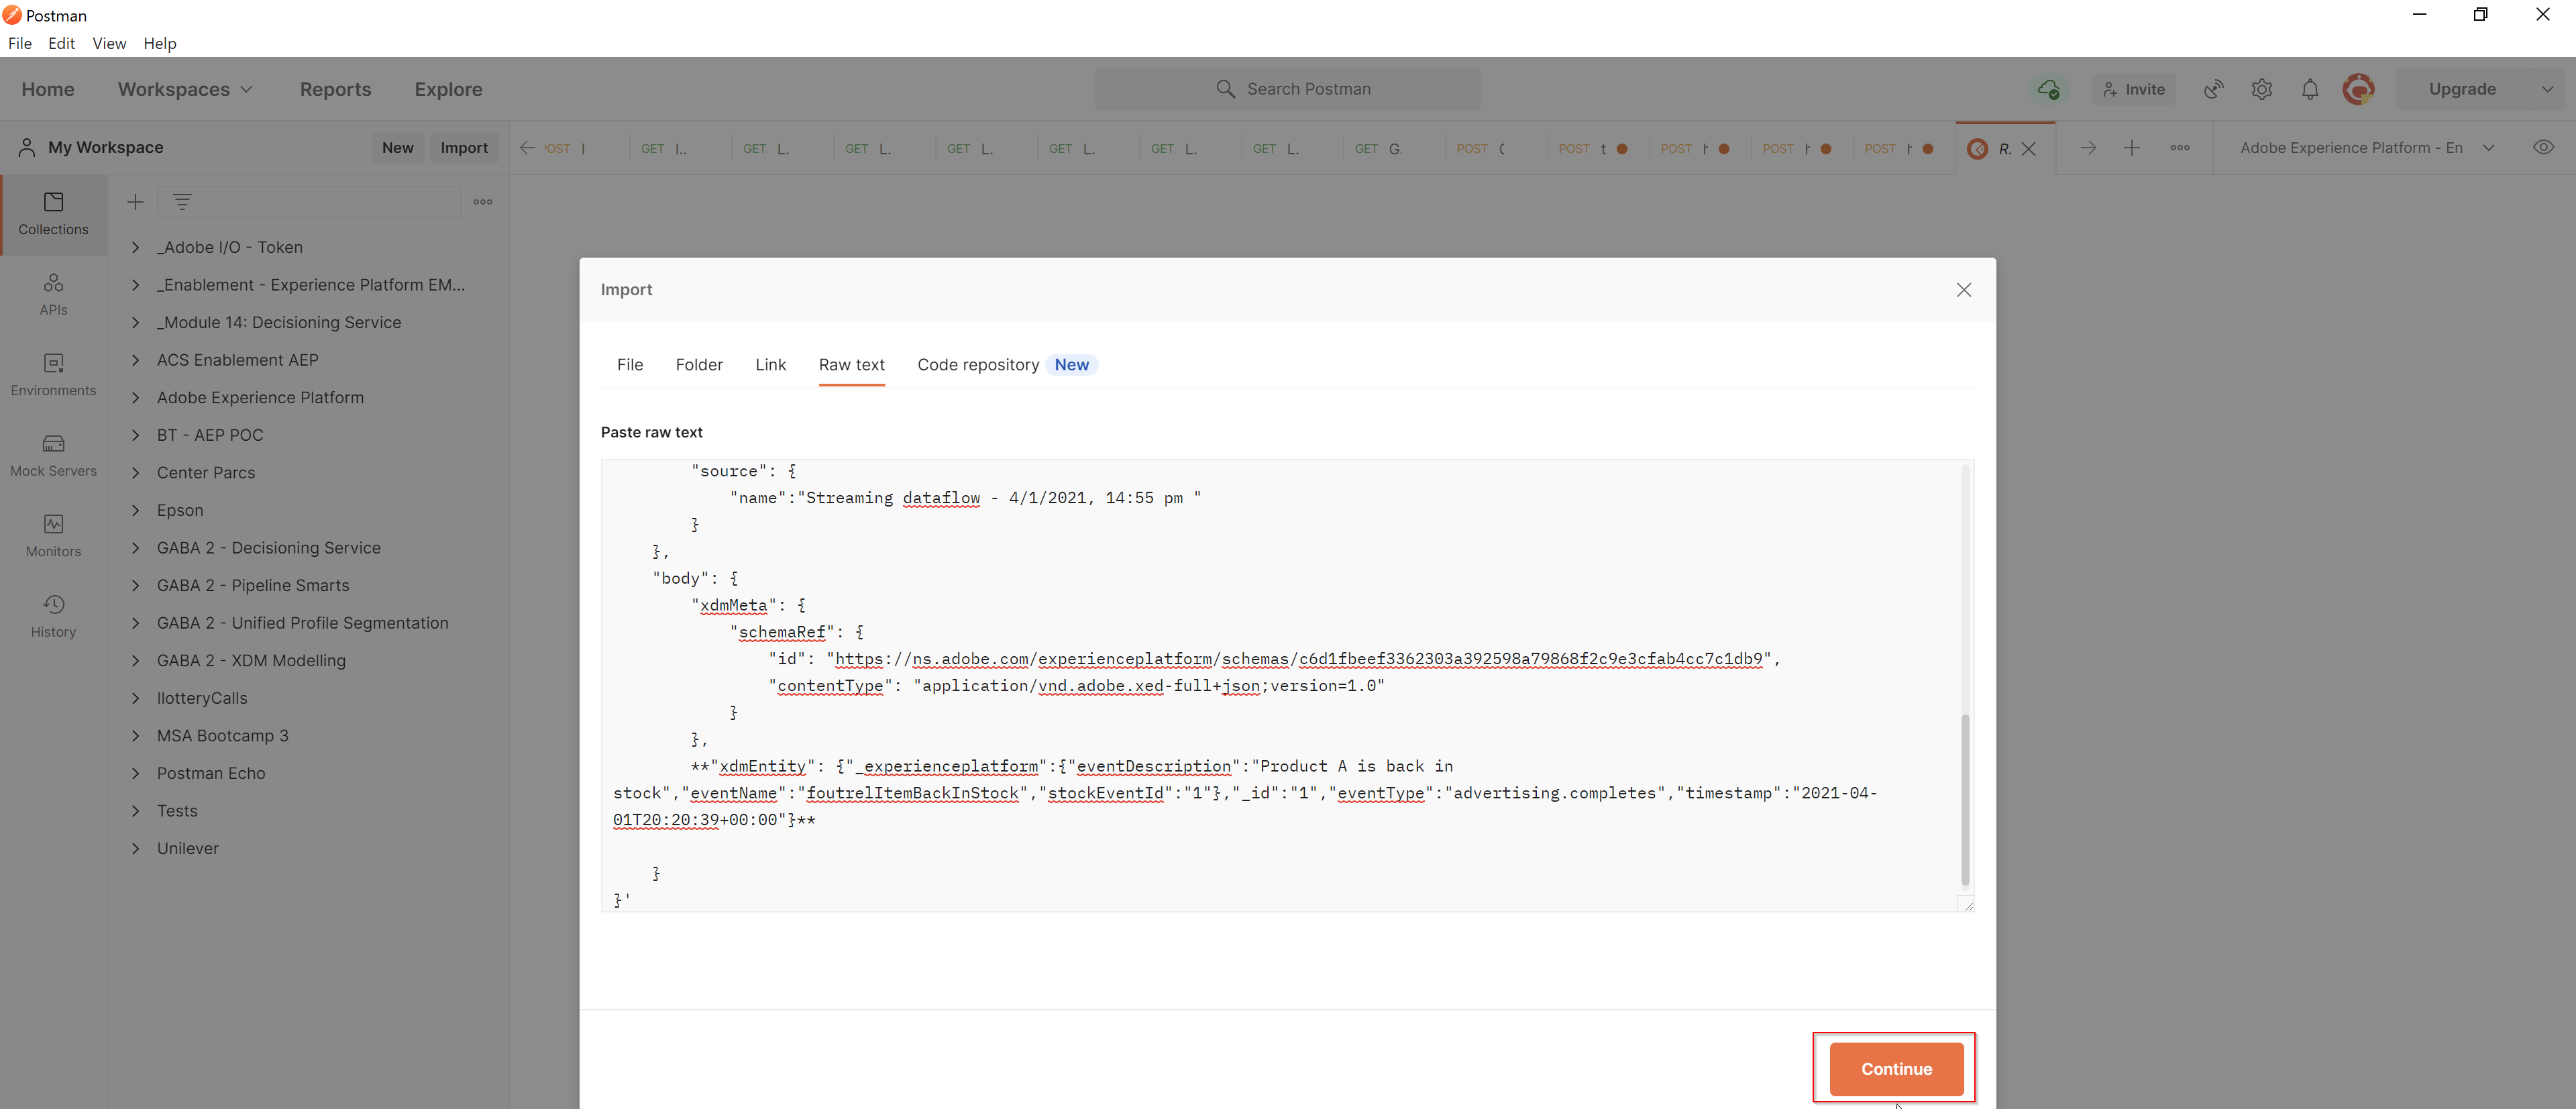 Postman
File Edit View Help
Home Workspaces Reports Explore Search Postman Invite Upgrade
My Workspace New Import OST I GET I.. GET L. GET L. GET L. GET L. GET L. GET L. GET G. POST POST t POST POST POST R. Adobe Experience Platform - En
Collections
APIs
Environments
Mock Servers
Monitors
History
_Adobe I/O - Token
_Enablement - Experience Platform EM...
_Module 14: Decisioning Service
ACS Enablement AEP
Adobe Experience Platform
BT - AEP POC
Center Parcs
Epson
GABA 2 - Decisioning Service
GABA 2 - Pipeline Smarts
GABA 2 - Unified Profile Segmentation
GABA 2 - XDM Modelling
IlotteryCalls
MSA Bootcamp 3
Postman Echo
Tests
Unilever
Import
File Folder Link Raw text Code repository New
Paste raw text
"source": {
"name":"Streaming dataflow - 4/1/2021, 14:55 pm "
}
},
"body": {
"xdmMeta": {
"schemaRef": {
"id": "https://ns.adobe.com/experienceplatform/schemas/c6d1fbeef3362303a392598a79868f2c9e3cfab4cc7c1db9",
"contentType": "application/vnd.adobe.xed-full+json;version=1.0"
}
},
**"xdmEntity": {"_experienceplatform":{"eventDescription":"Product A is back in
stock","eventName":"foutrelItemBackInStock","stockEventId":"1"},"_id":"1","eventType":"advertising.completes","timestamp":"2021-04-
01T20:20:39+00:00"}**
}
}'
Continue